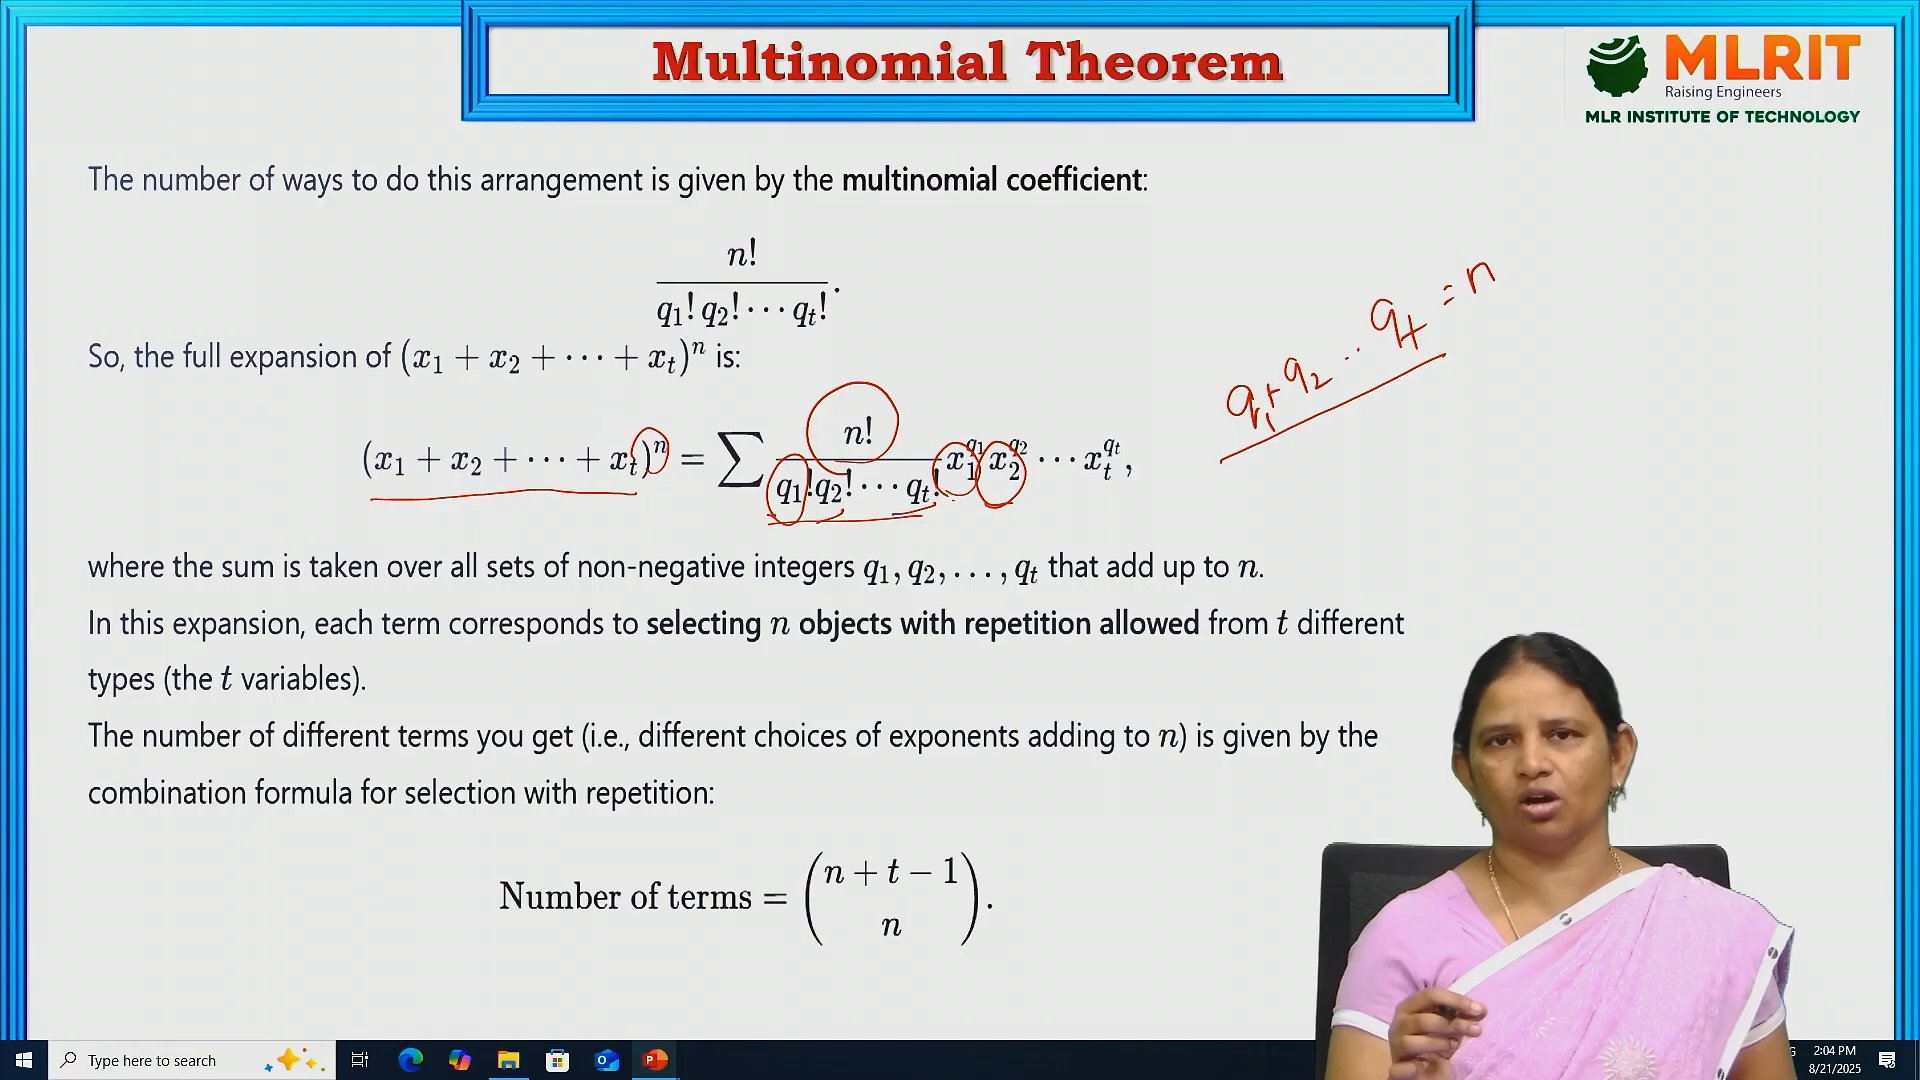 Multinomial Theorem
MLRIT
Raising Engineers
MLR INSTITUTE OF TECHNOLOGY
The number of ways to do this arrangement is given by the multinomial coefficient:
n!
q₁! q₂! ⋯ qₜ!
.
So, the full expansion of (x₁ + x₂ + ⋯ + xₜ)ⁿ is:
q₁ + q₂ ⋯ qₜ = n
(x₁ + x₂ + ⋯ + xₜ)ⁿ = ∑ n! / (q₁!q₂! ⋯ qₜ!) x₁^q₁ x₂^q₂ ⋯ xₜ^qₜ,
where the sum is taken over all sets of non-negative integers q₁, q₂, . . . , qₜ that add up to n.
In this expansion, each term corresponds to selecting n objects with repetition allowed from t different
types (the t variables).
The number of different terms you get (i.e., different choices of exponents adding to n) is given by the
combination formula for selection with repetition:
Number of terms = (n + t − 1
n).
Type here to search
2:04 PM
8/21/2025